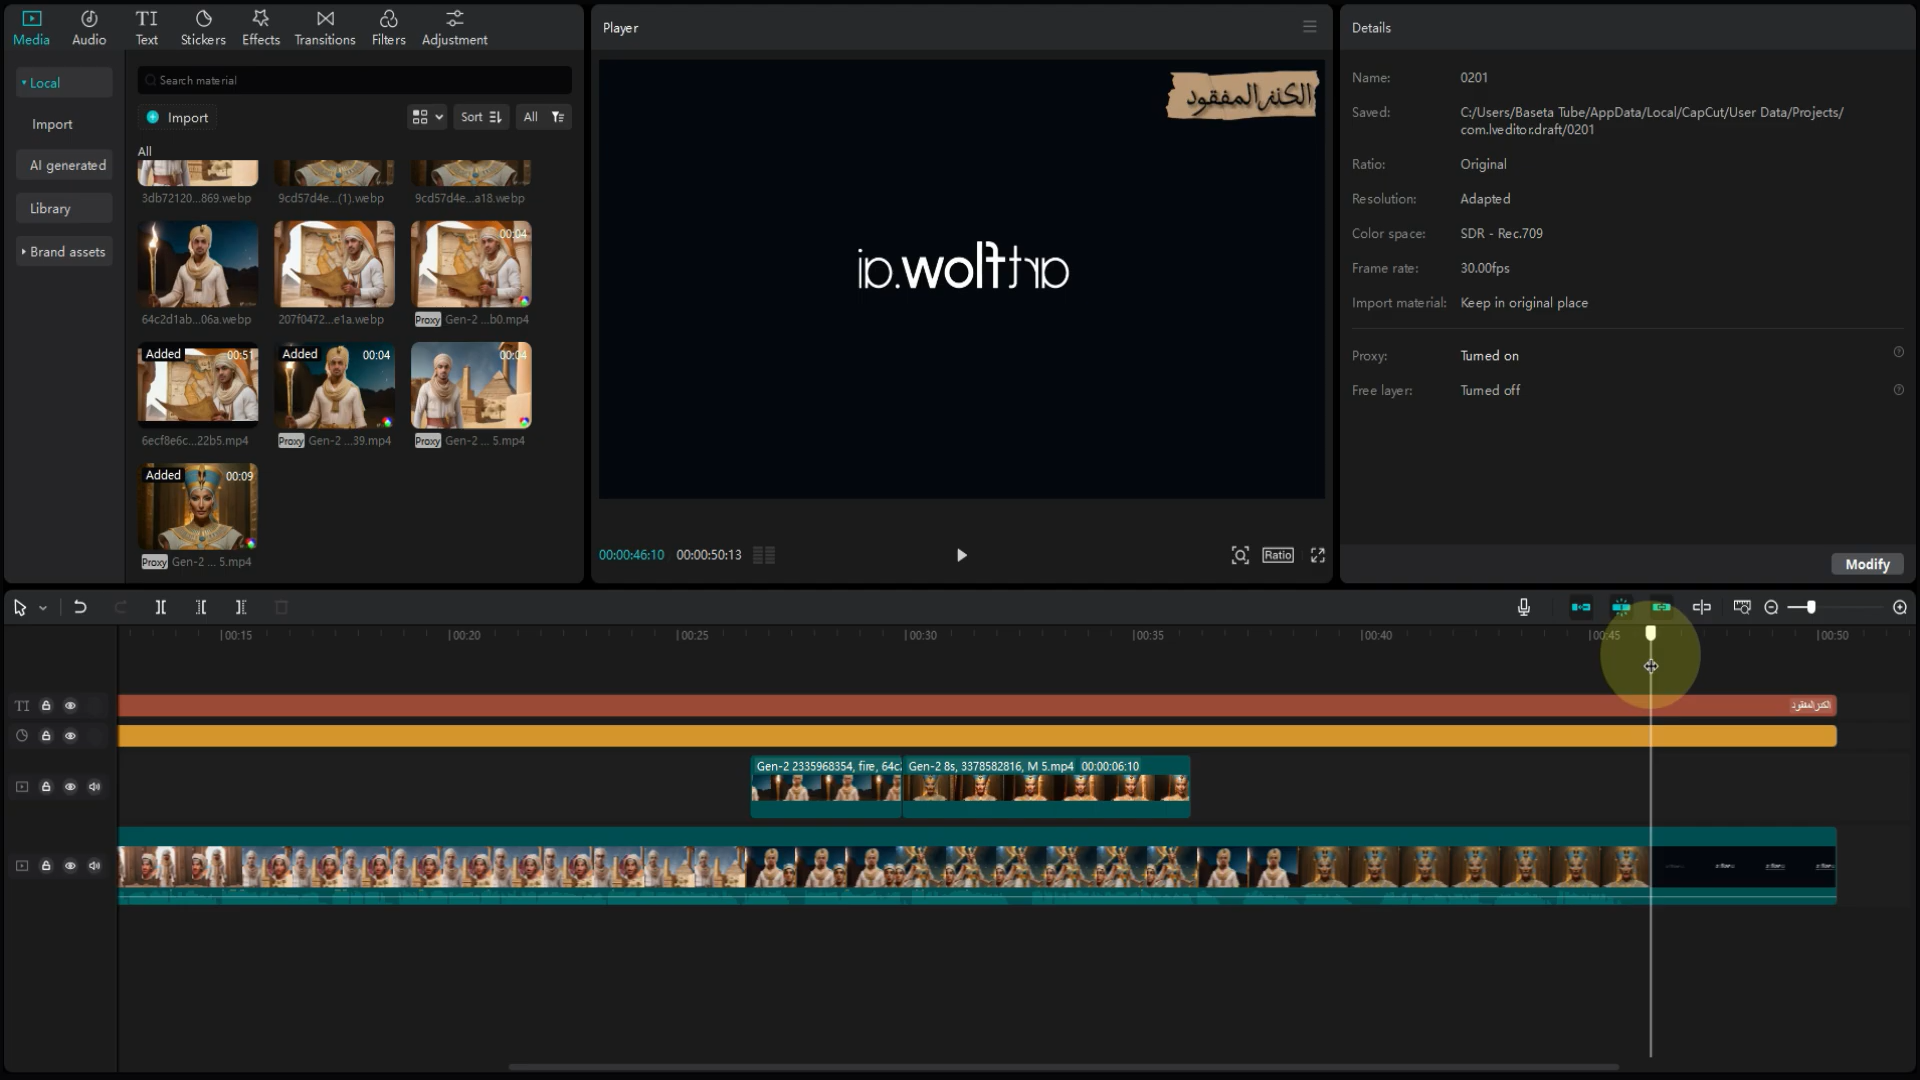 Media
Audio
Text
Stickers
Effects
Transitions
Filters
Adjustment
Local
Import
AI generated
Library
Brand assets
Search material
Import
Sort
All
All
3db72120...869.webp
9cd57d4e...(1).webp
9cd57d4e...a18.webp
64c2d1ab...06a.webp
207f0472...e1a.webp
00:04
Proxy Gen-2 ...b0.mp4
Added 00:51
6ecf8e6c...22b5.mp4
Added 00:04
Proxy Gen-2 ...39.mp4
00:04
Proxy Gen-2 ... 5.mp4
Added 00:09
Proxy Gen-2 ... 5.mp4
Player
الكنز المفقود
00:00:46:10 00:00:50:13
Ratio
Details
Name: 0201
Saved: C:/Users/Baseta Tube/AppData/Local/CapCut/User Data/Projects/
com.lveditor.draft/0201
Ratio: Original
Resolution: Adapted
Color space: SDR - Rec.709
Frame rate: 30.00fps
Import material: Keep in original place
Proxy: Turned on
Free layer: Turned off
Modify
00:15
00:20
00:25
00:30
00:35
00:40
00:45
00:50
TI
الكنز المفقود
Gen-2 2335968354, fire, 64c
Gen-2 8s, 3378582816, M 5.mp4 00:00:06:10